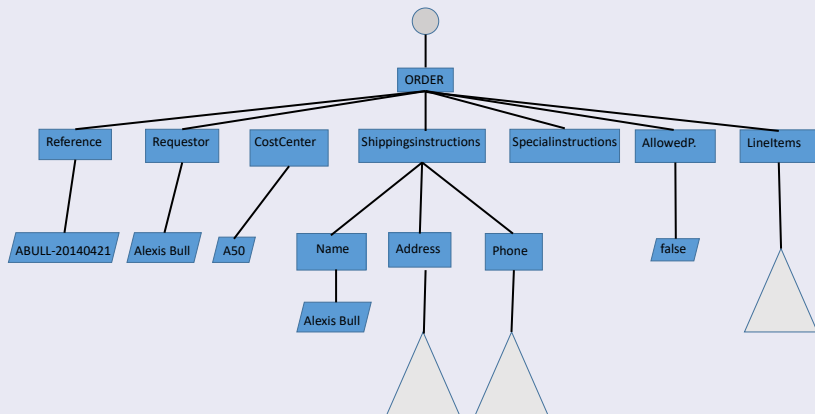 ORDER
Reference
Requestor
CostCenter
Shippingsinstructions
Specialinstructions
AllowedP.
LineItems
ABULL-20140421
Alexis Bull
A50
Name
Address
Phone
false
Alexis Bull